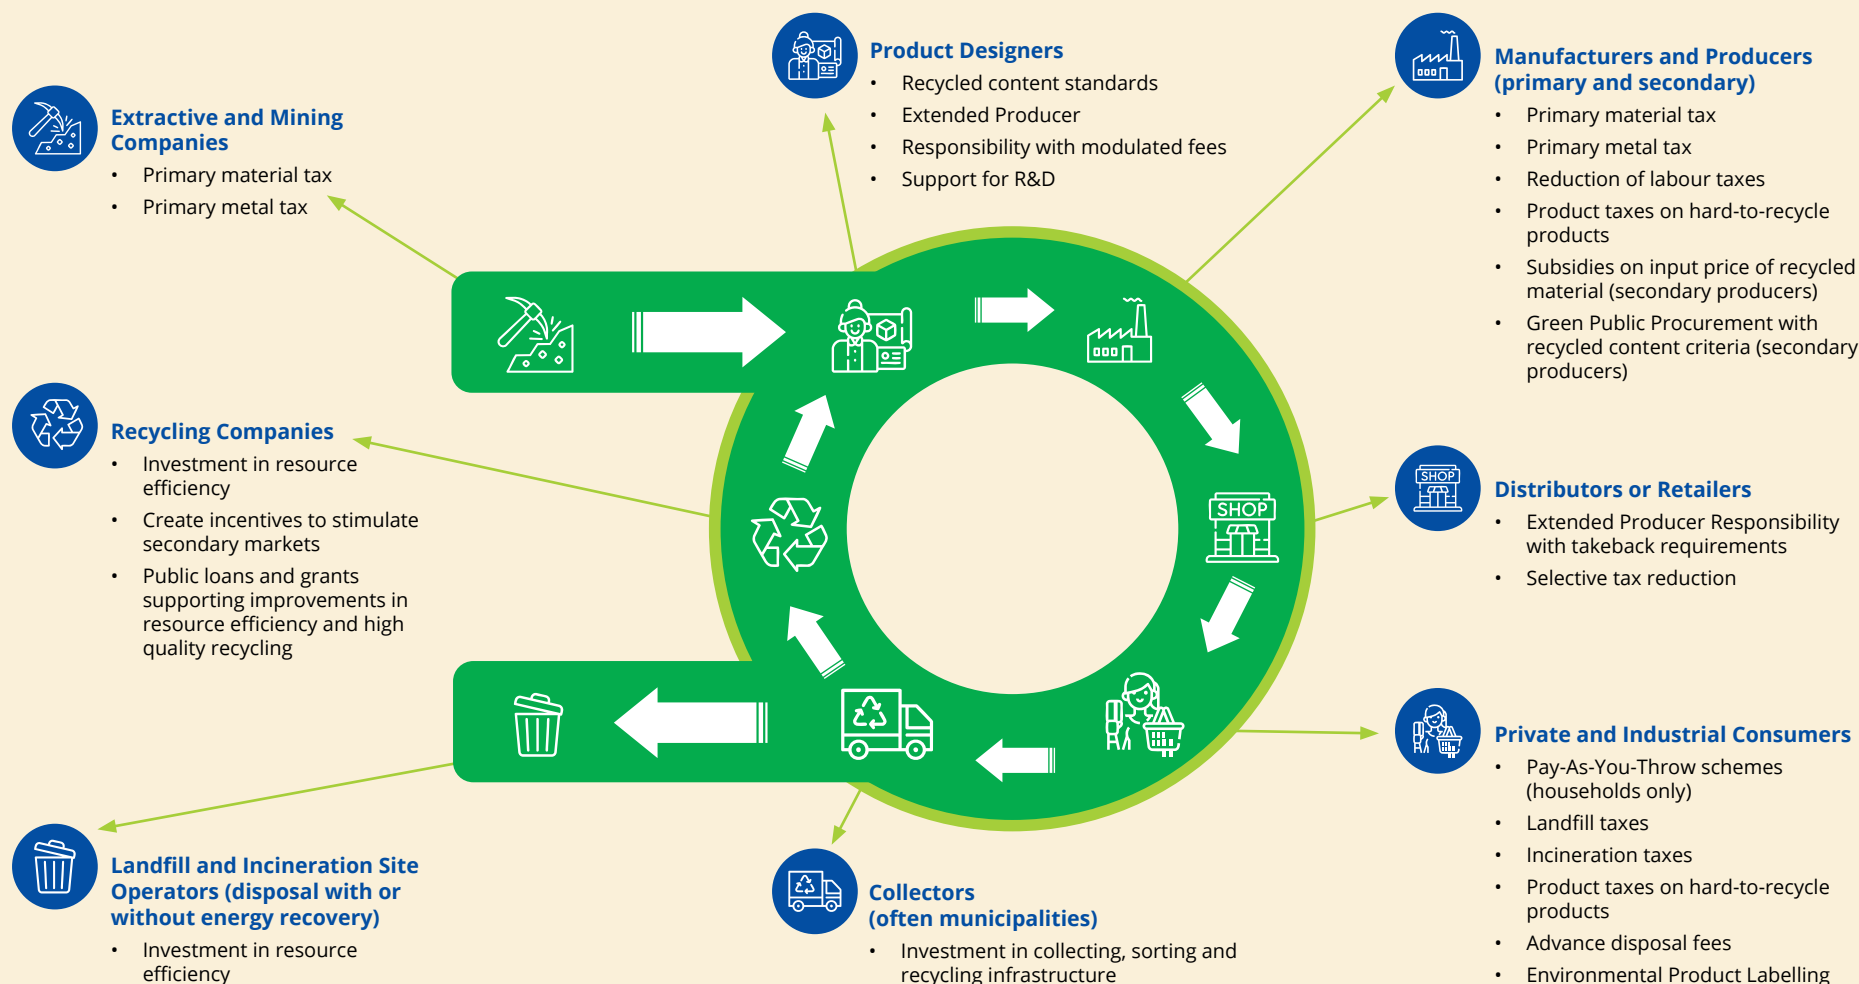 Product Designers
• Recycled content standards
• Extended Producer
• Responsibility with modulated fees
• Support for R&D
Manufacturers and Producers
(primary and secondary)
• Primary material tax
• Primary metal tax
• Reduction of labour taxes
• Product taxes on hard-to-recycle
products
• Subsidies on input price of recycled
material (secondary producers)
• Green Public Procurement with
recycled content criteria (secondary
producers)
Extractive and Mining
Companies
• Primary material tax
• Primary metal tax
Recycling Companies
• Investment in resource
efficiency
• Create incentives to stimulate
secondary markets
• Public loans and grants
supporting improvements in
resource efficiency and high
quality recycling
SHOP
SHOP
Distributors or Retailers
• Extended Producer Responsibility
with takeback requirements
• Selective tax reduction
Private and Industrial Consumers
• Pay-As-You-Throw schemes
(households only)
• Landfill taxes
• Incineration taxes
• Product taxes on hard-to-recycle
products
• Advance disposal fees
• Environmental Product Labelling
Landfill and Incineration Site
Operators (disposal with or
without energy recovery)
• Investment in resource
efficiency
Collectors
(often municipalities)
• Investment in collecting, sorting and
recycling infrastructure